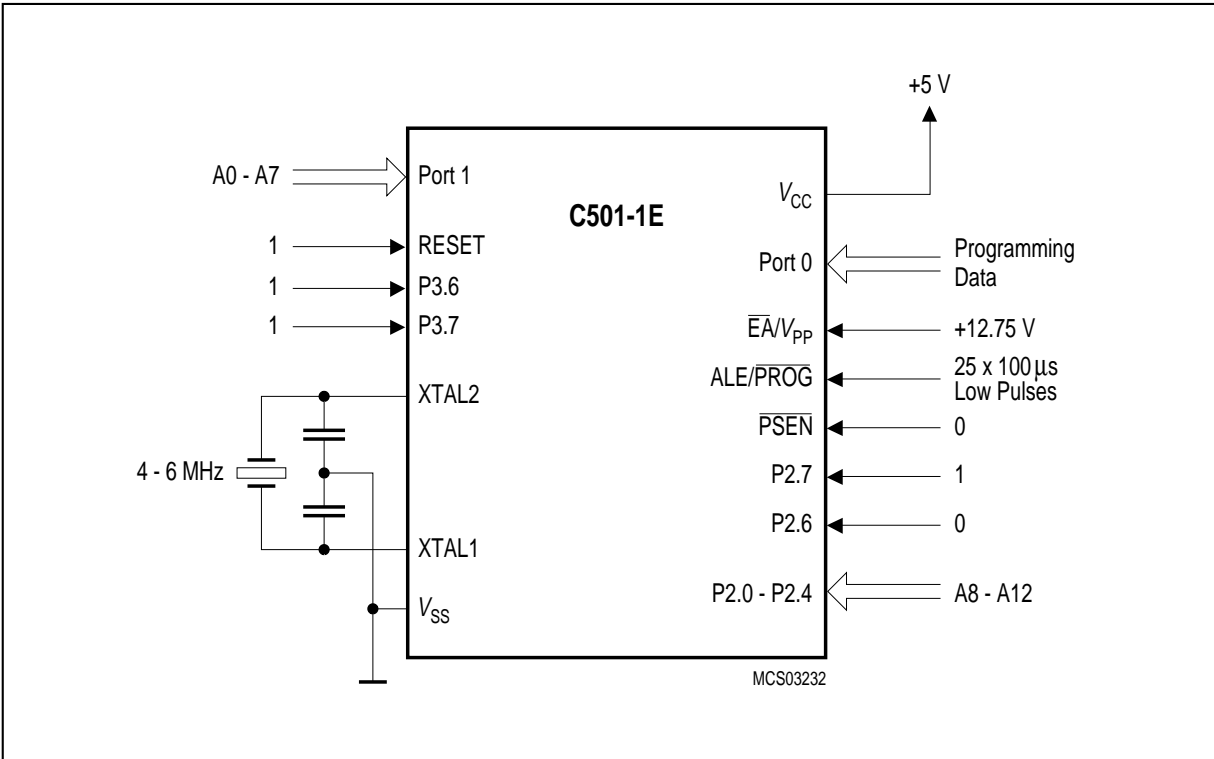 +5 V
A0 - A7
Port 1
VCC
C501-1E
1
RESET
Port 0
Programming
Data
1
P3.6
1
P3.7
EA/VPP
+12.75 V
ALE/PROG
25 x 100 µs
Low Pulses
XTAL2
PSEN
0
4 - 6 MHz
P2.7
1
P2.6
0
XTAL1
P2.0 - P2.4
A8 - A12
VSS
MCS03232